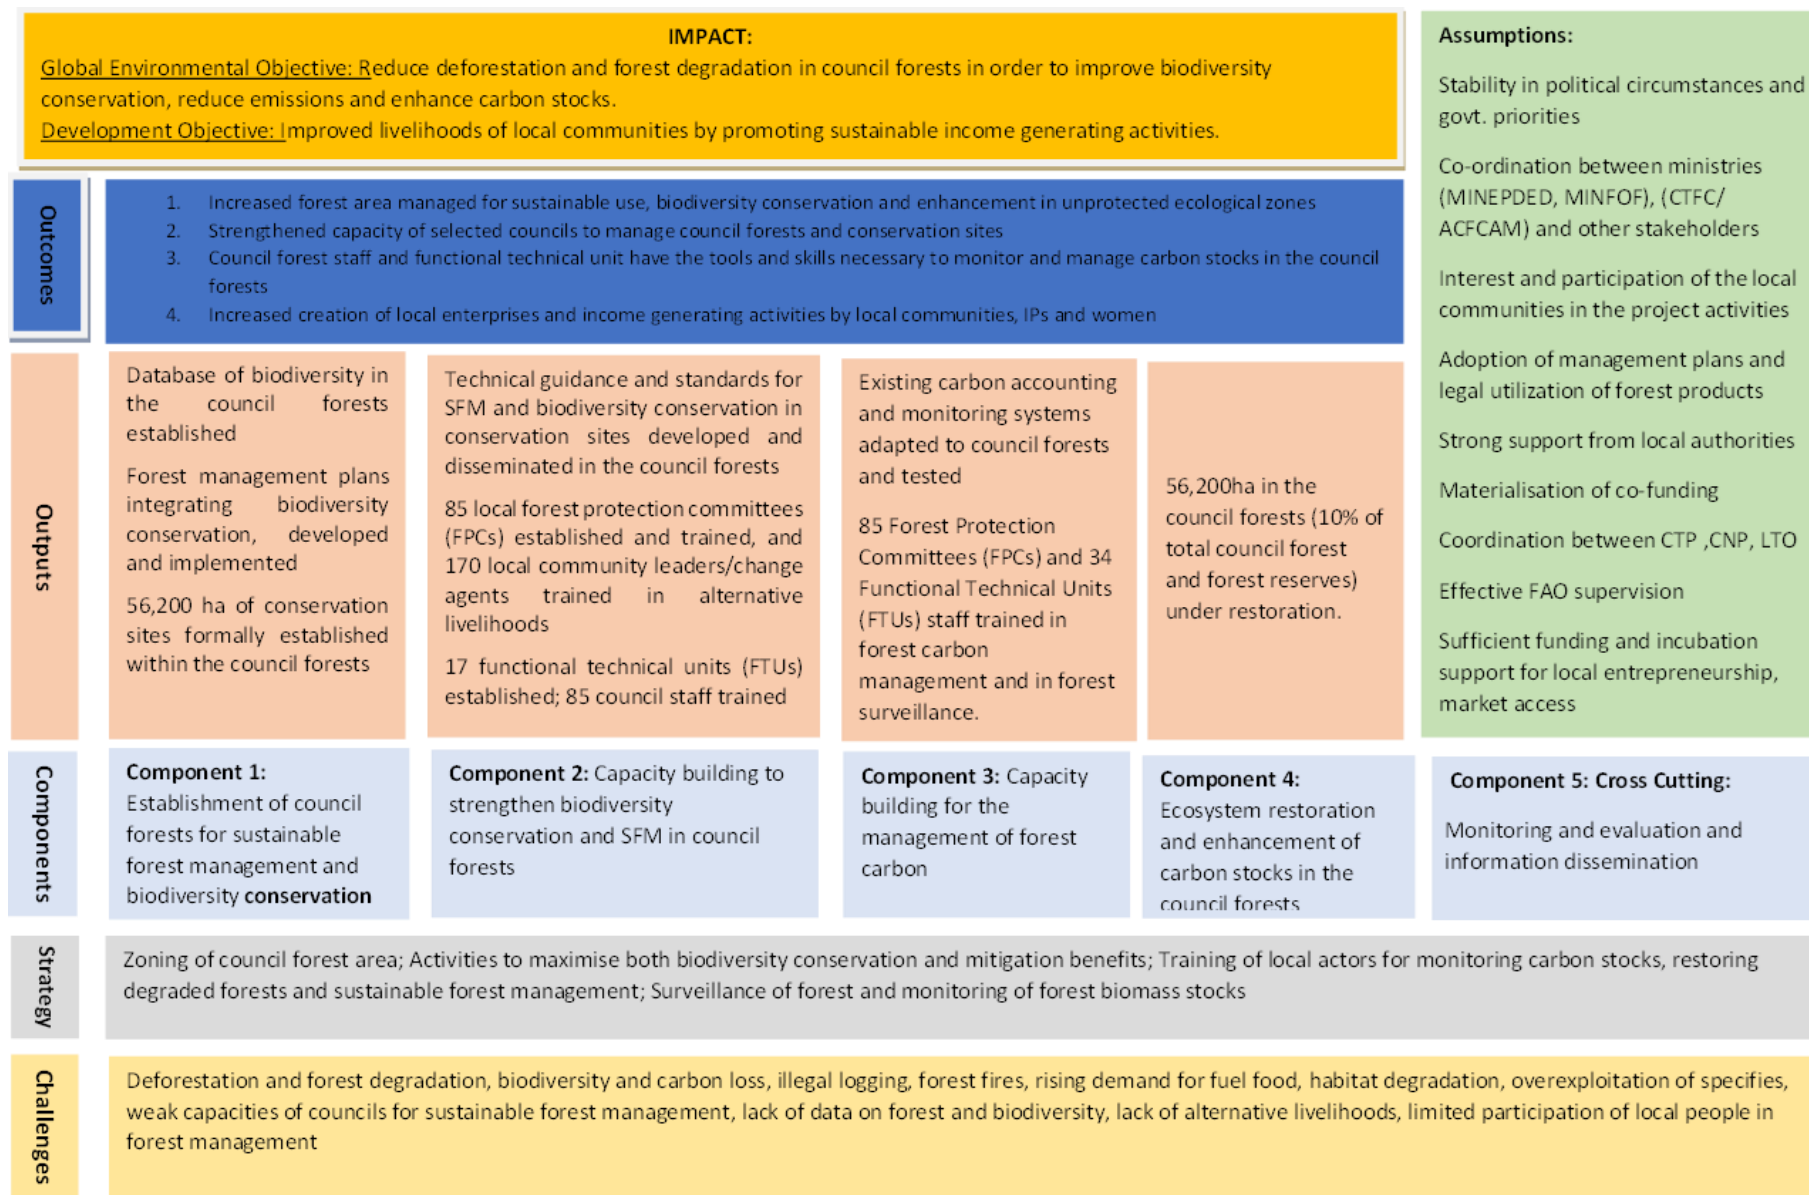 IMPACT:
Global Environmental Objective: Reduce deforestation and forest degradation in council forests in order to improve biodiversity
conservation, reduce emissions and enhance carbon stocks.
Development Objective: Improved livelihoods of local communities by promoting sustainable income generating activities.
Assumptions:
Stability in political circumstances and
govt. priorities
Co-ordination between ministries
(MINEPDED, MINFOF), (CTFC/
ACFCAM) and other stakeholders
Interest and participation of the local
communities in the project activities
Adoption of management plans and
legal utilization of forest products
Strong support from local authorities
Materialisation of co-funding
Coordination between CTP ,CNP, LTO
Effective FAO supervision
Sufficient funding and incubation
support for local entrepreneurship,
market access
Outcomes
1. Increased forest area managed for sustainable use, biodiversity conservation and enhancement in unprotected ecological zones
2. Strengthened capacity of selected councils to manage council forests and conservation sites
3. Council forest staff and functional technical unit have the tools and skills necessary to monitor and manage carbon stocks in the council
forests
4. Increased creation of local enterprises and income generating activities by local communities, IPs and women
Outputs
Database of biodiversity in
the council forests
established
Forest management plans
integrating biodiversity
conservation, developed
and implemented
56,200 ha of conservation
sites formally established
within the council forests
Technical guidance and standards for
SFM and biodiversity conservation in
conservation sites developed and
disseminated in the council forests
85 local forest protection committees
(FPCs) established and trained, and
170 local community leaders/change
agents trained in alternative
livelihoods
17 functional technical units (FTUs)
established; 85 council staff trained
Existing carbon accounting
and monitoring systems
adapted to council forests
and tested
85 Forest Protection
Committees (FPCs) and 34
Functional Technical Units
(FTUs) staff trained in
forest carbon
management and in forest
surveillance.
56,200ha in the
council forests (10% of
total council forest
and forest reserves)
under restoration.
Components
Component 1:
Establishment of council
forests for sustainable
forest management and
biodiversity conservation
Component 2: Capacity building to
strengthen biodiversity
conservation and SFM in council
forests
Component 3: Capacity
building for the
management of forest
carbon
Component 4:
Ecosystem restoration
and enhancement of
carbon stocks in the
council forests
Component 5: Cross Cutting:
Monitoring and evaluation and
information dissemination
Strategy
Zoning of council forest area; Activities to maximise both biodiversity conservation and mitigation benefits; Training of local actors for monitoring carbon stocks, restoring
degraded forests and sustainable forest management; Surveillance of forest and monitoring of forest biomass stocks
Challenges
Deforestation and forest degradation, biodiversity and carbon loss, illegal logging, forest fires, rising demand for fuel food, habitat degradation, overexploitation of specifies,
weak capacities of councils for sustainable forest management, lack of data on forest and biodiversity, lack of alternative livelihoods, limited participation of local people in
forest management